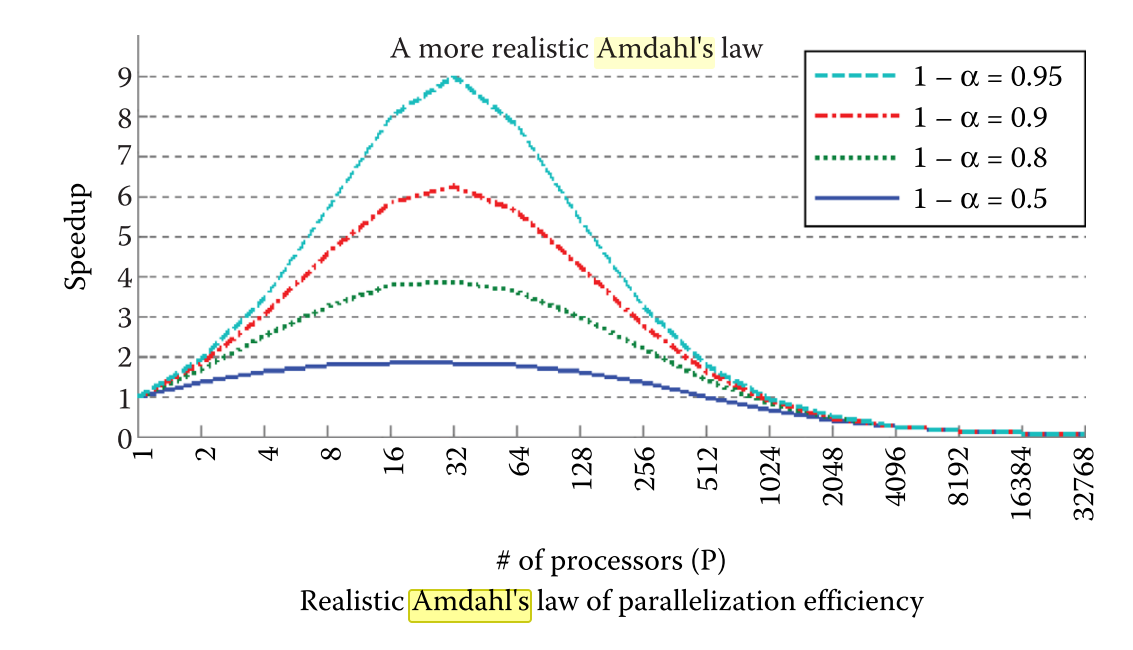 A more realistic Amdahl's law
1 – α = 0.95
1 – α = 0.9
1 – α = 0.8
1 – α = 0.5
Speedup
9
8
7
6
5
4
3
2
1
0
1 2 4 8 16 32 64 128 256 512 1024 2048 4096 8192 16384 32768
# of processors (P)
Realistic Amdahl's law of parallelization efficiency